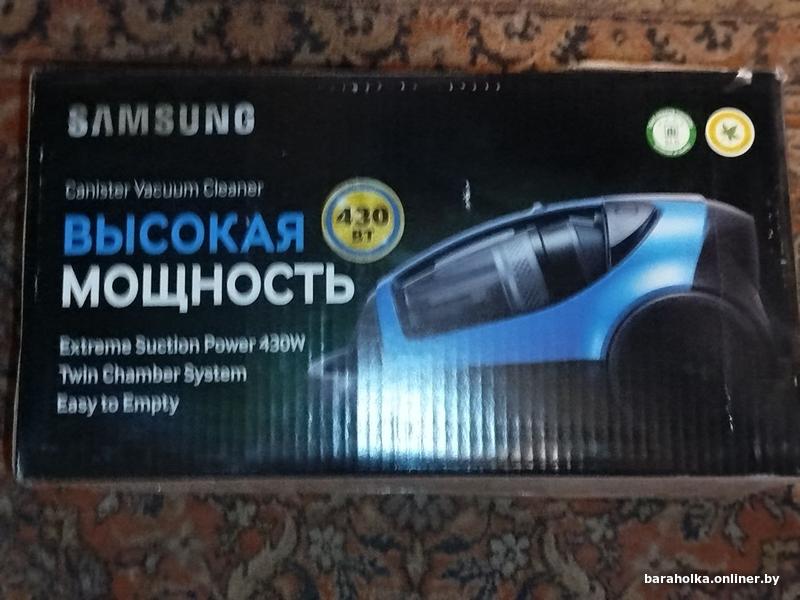 SAMSUNG
Canister Vacuum Cleaner
ВЫСОКАЯ
МОЩНОСТЬ
430
ВТ
Extreme Suction Power 430W
Twin Chamber System
Easy to Empty
baraholka.onliner.by